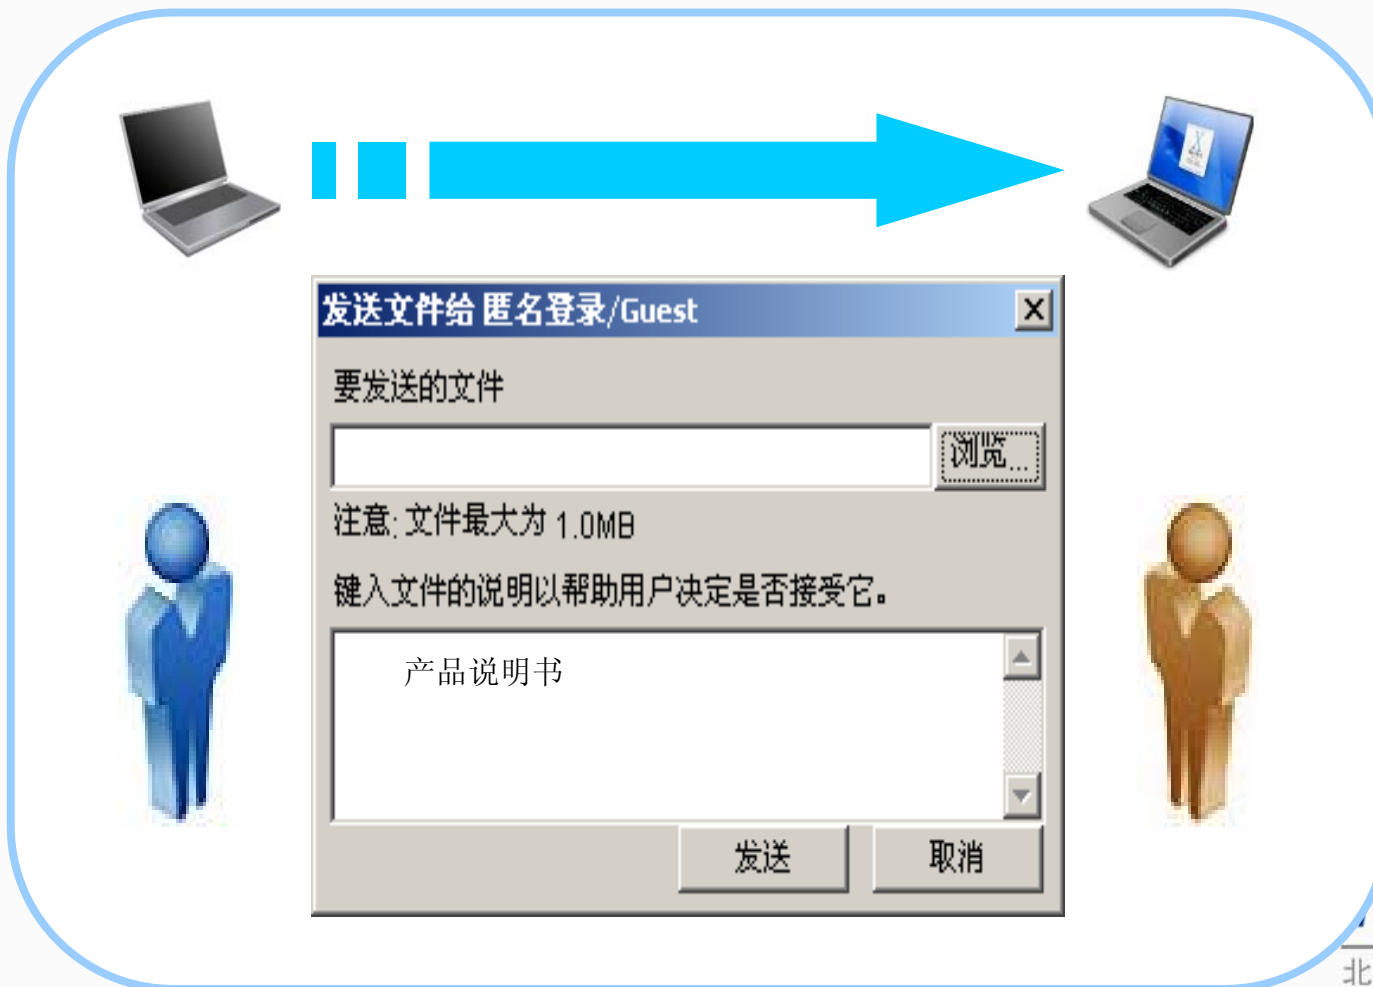 发送文件给 匿名登录/Guest
要发送的文件
浏览...
注意: 文件最大为 1.0MB
键入文件的说明以帮助用户决定是否接受它。
产品说明书
发送 取消
北